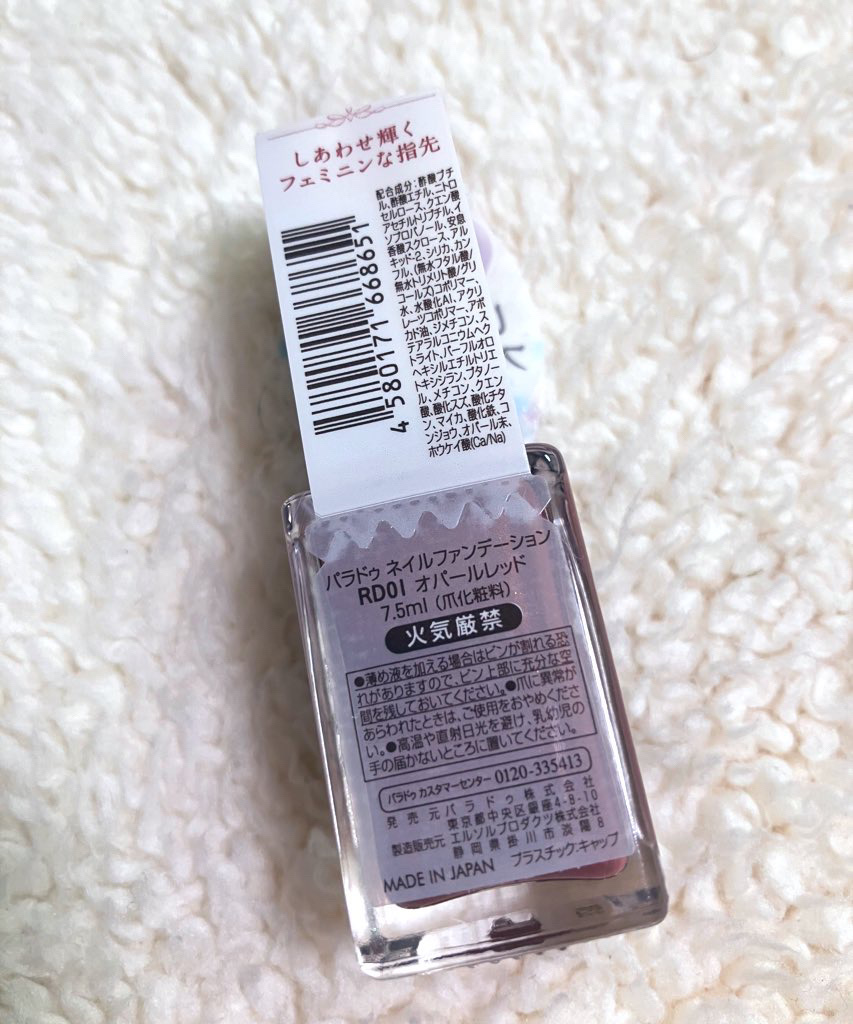 しあわせ輝く
フェミニンな指先
配合成分：酢酸ブチ
ル、酢酸エチル、ニトロ
セルロース、クエン酸
アセチルトリブチル、イ
ソプロパノール、安息
香酸スクロース、アル
キッド-2、シリカ、カン
フル、(無水フタル酸/
無水トリメリト酸/グリ
コールズ)コポリマー、
水、水酸化Al、アクリ
レーツコポリマー、アボ
カド油、ジメチコン、ス
テアラルコニウムヘクト
ライト、パーフルオロ
ヘキシルエチルトリエ
トキシシラン、ブタノー
ル、メチコン、クエン
酸、酸化スズ、酸化チタ
ン、マイカ、酸化鉄、コ
ンジョウ、オパール末、
ホウケイ酸(Ca/Na)
4 580171 668651
パラドゥ ネイルファンデーション
RD01 オパールレッド
7.5ml (爪化粧料)
火気厳禁
●薄め液を加える場合はビンが割れる恐
れがありますので、ビン上部に充分な空
間を残しておいてください。●爪に異常が
あらわれたときは、ご使用をおやめくださ
い。●高温や直射日光を避け、乳幼児の
手の届かないところに置いてください。
パラドゥ カスタマーセンター 0120-335413
発売元 パラドゥ株式会社
東京都中央区銀座4-8-10
製造販売元 エルソルプロダクツ株式会社
静岡県掛川市淡陽8
MADE IN JAPAN プラスチック:キャップ